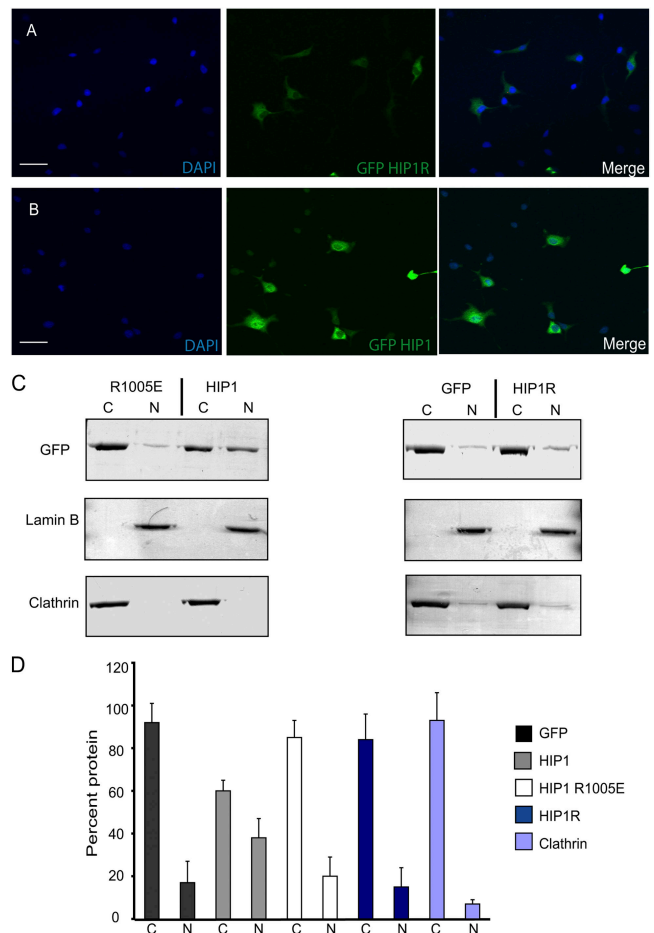 A
DAPI
GFP HIP1R
Merge
B
DAPI
GFP HIP1
Merge
C
R1005E HIP1
C N C N
GFP HIP1R
C N C N
GFP
Lamin B
Clathrin
D
Percent protein
120
100
80
60
40
20
0
C N C N C N C N C N
GFP
HIP1
HIP1 R1005E
HIP1R
Clathrin